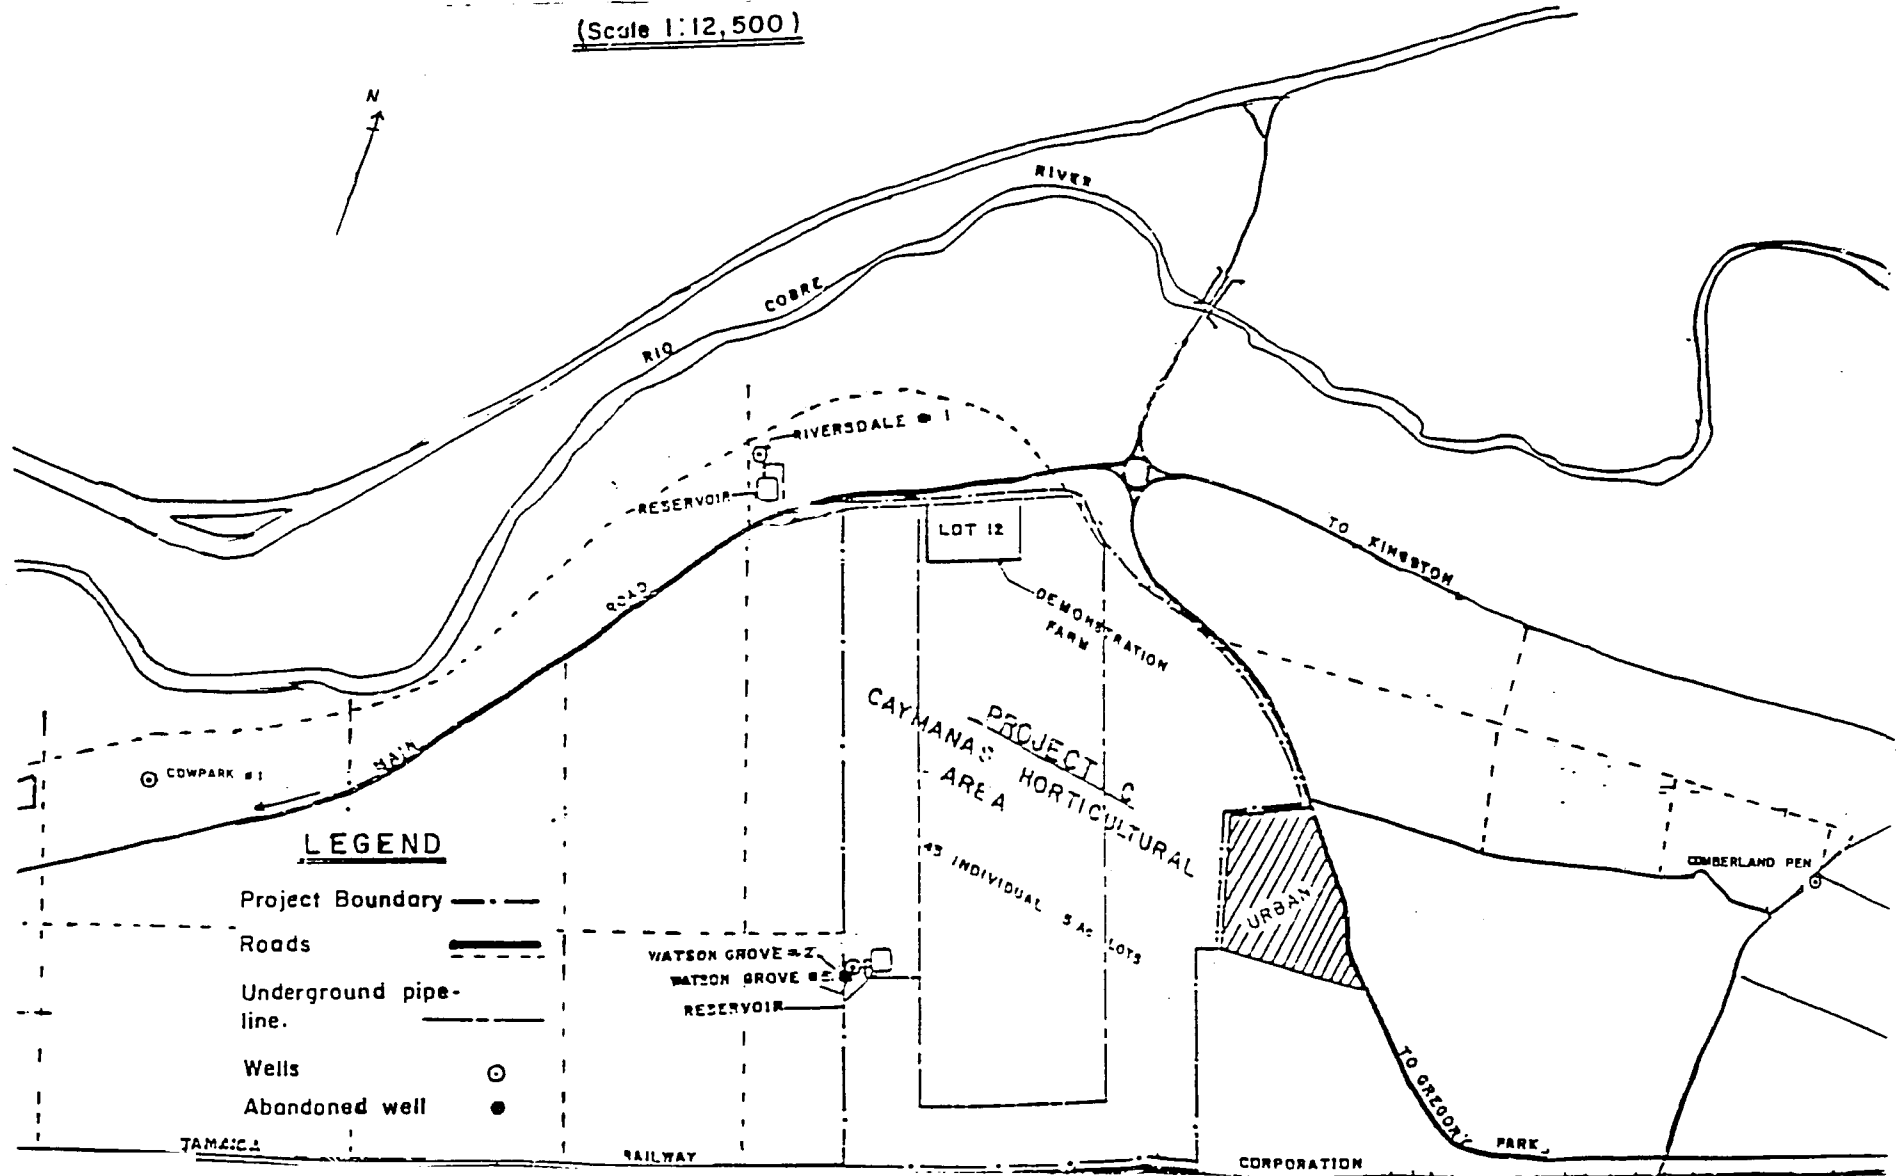 (Scale 1:12,500)
N
RIVER
COBRE
RIO
RIVERSDALE # 1
RESERVOIR
LOT 12
TO KINGSTON
ROAD
DEMONSTRATION
FARM
PROJECT C
CAYMANAS HORTICULTURAL
AREA
MAIN
COWPARK #1
45 INDIVIDUAL 5 AC LOTS
URBAN
CUMBERLAND PEN
LEGEND
Project Boundary
Roads
Underground pipe-
line.
Wells
Abandoned well
WATSON GROVE #2
WATSON GROVE
RESERVOIR
TO GREGORY PARK
JAMAICA RAILWAY CORPORATION